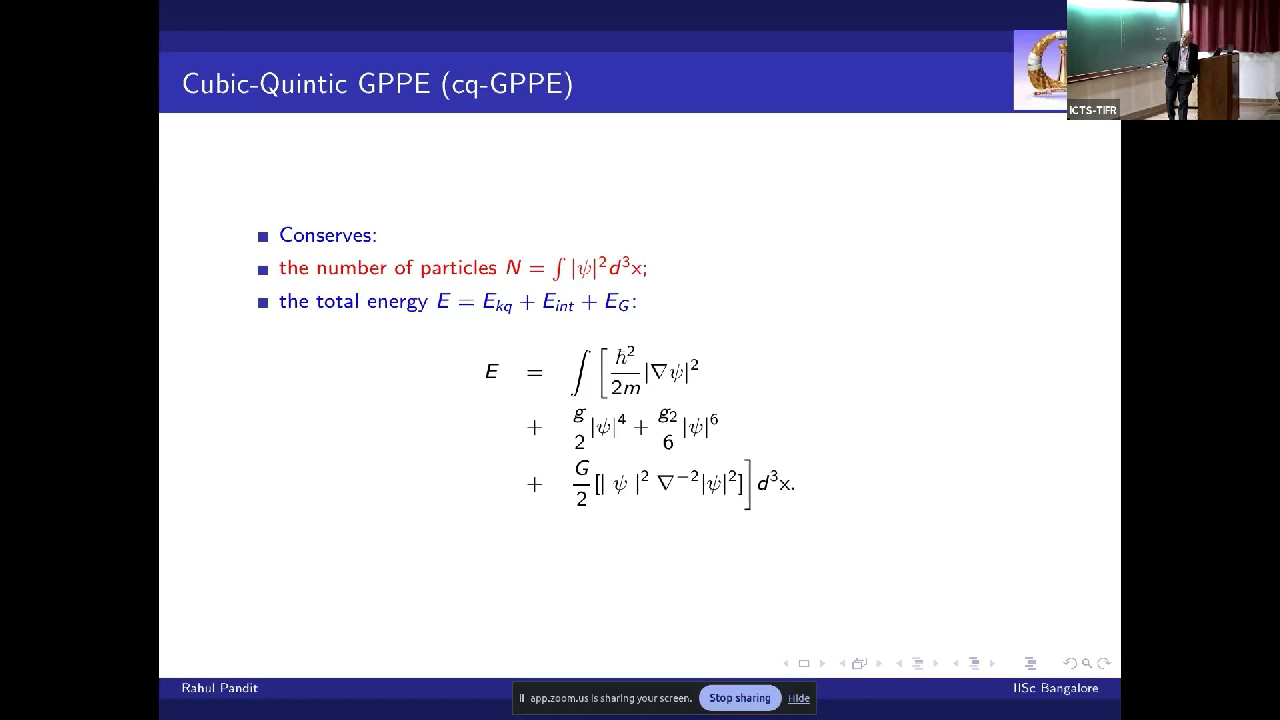 Cubic-Quintic GPPE (cq-GPPE)
ICTS-TIFR
Conserves:
the number of particles N = ∫ |ψ|²d³x;
the total energy E = E_kq + E_int + E_G:
E = ∫ [ ħ²/2m |∇ψ|²
+ g/2 |ψ|⁴ + g₂/6 |ψ|⁶
+ G/2 [| ψ |² ∇⁻²|ψ|²] ] d³x.
Rahul Pandit
IISc Bangalore
app.zoom.us is sharing your screen. Stop sharing Hide